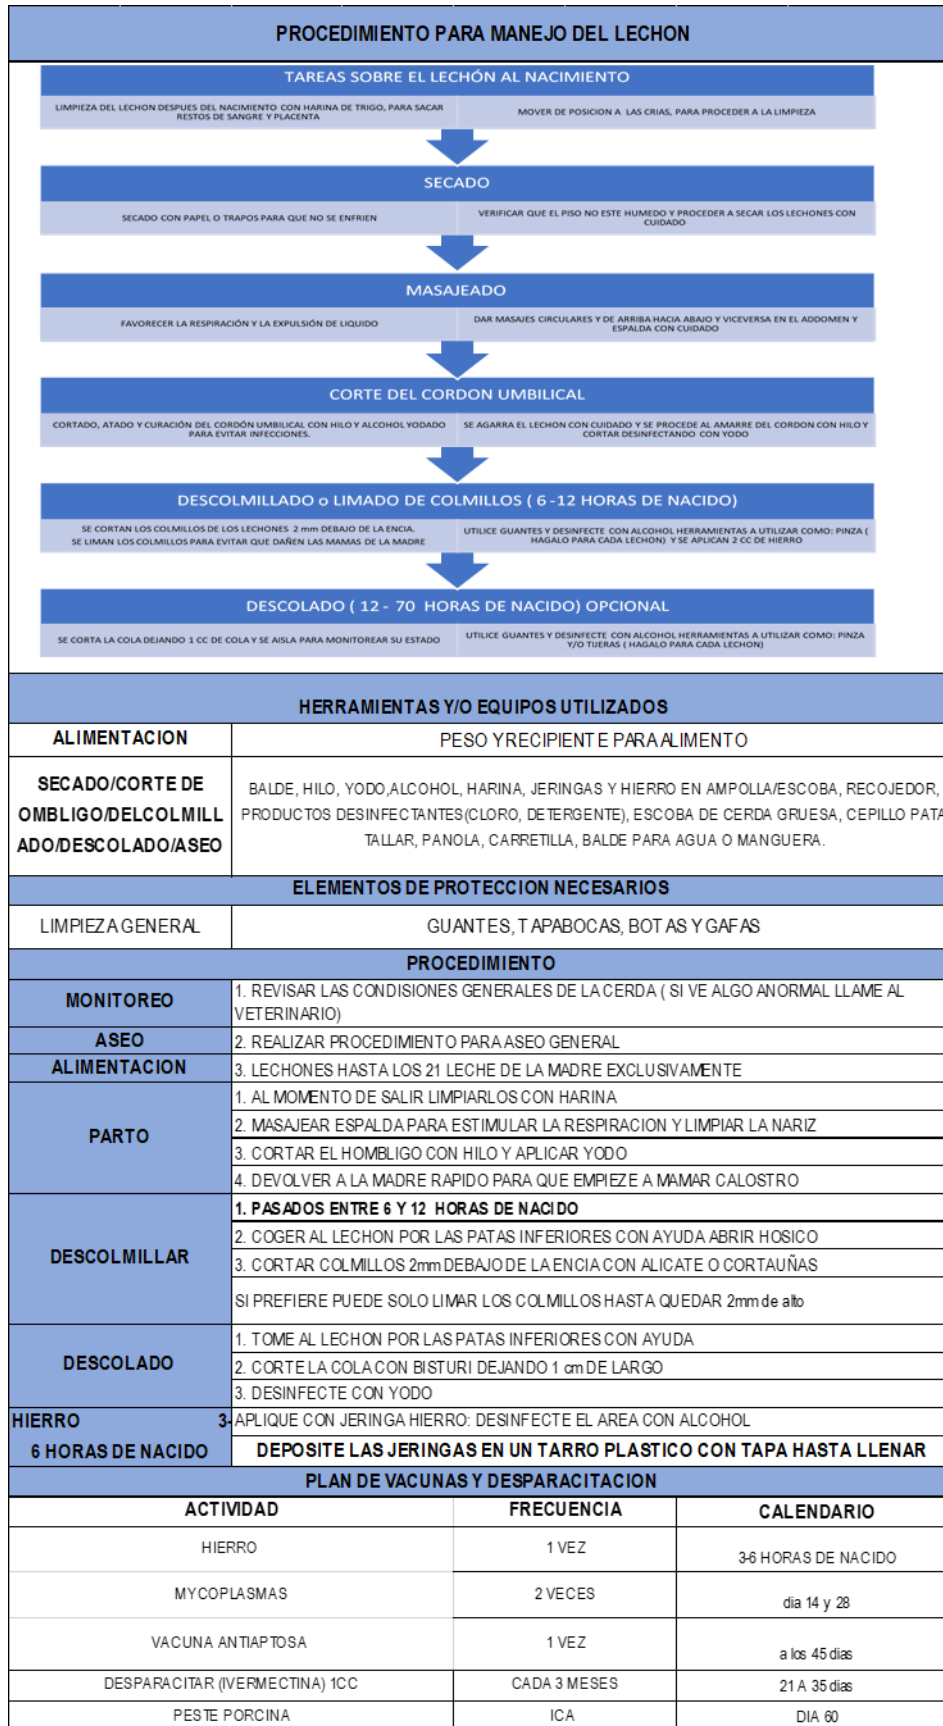 PROCEDIMIENTO PARA MANEJO DEL LECHON
TAREAS SOBRE EL LECHÓN AL NACIMIENTO
LIMPIEZA DEL LECHON DESPUES DEL NACIMIENTO CON HARINA DE TRIGO, PARA SACAR
RESTOS DE SANGRE Y PLACENTA
MOVER DE POSICION A LAS CRIAS, PARA PROCEDER A LA LIMPIEZA
SECADO
SECADO CON PAPEL O TRAPOS PARA QUE NO SE ENFRIEN
VERIFICAR QUE EL PISO NO ESTE HUMEDO Y PROCEDER A SECAR LOS LECHONES CON
CUIDADO
MASAJEADO
FAVORECER LA RESPIRACIÓN Y LA EXPULSIÓN DE LIQUIDO
DAR MASAJES CIRCULARES Y DE ARRIBA HACIA ABAJO Y VICEVERSA EN EL ADDOMEN Y
ESPALDA CON CUIDADO
CORTE DEL CORDON UMBILICAL
CORTADO, ATADO Y CURACIÓN DEL CORDÓN UMBILICAL CON HILO Y ALCOHOL YODADO
PARA EVITAR INFECCIONES.
SE AGARRA EL LECHON CON CUIDADO Y SE PROCEDE AL AMARRE DEL CORDON CON HILO Y
CORTAR DESINFECTANDO CON YODO
DESCOLMILLADO o LIMADO DE COLMILLOS ( 6 -12 HORAS DE NACIDO)
SE CORTAN LOS COLMILLOS DE LOS LECHONES 2 mm DEBAJO DE LA ENCIA.
SE LIMAN LOS COLMILLOS PARA EVITAR QUE DAÑEN LAS MAMAS DE LA MADRE
UTILICE GUANTES Y DESINFECTE CON ALCOHOL HERRAMIENTAS A UTILIZAR COMO: PINZA (
HAGALO PARA CADA LECHON) Y SE APLICAN 2 CC DE HIERRO
DESCOLADO ( 12 - 70 HORAS DE NACIDO) OPCIONAL
SE CORTA LA COLA DEJANDO 1 CC DE COLA Y SE AISLA PARA MONITOREAR SU ESTADO
UTILICE GUANTES Y DESINFECTE CON ALCOHOL HERRAMIENTAS A UTILIZAR COMO: PINZA
Y/O TIJERAS ( HAGALO PARA CADA LECHON)
HERRAMIENTAS Y/O EQUIPOS UTILIZADOS
ALIMENTACION
PESO Y RECIPIENTE PARA ALIMENTO
SECADO/CORTE DE
OMBLIGO/DELCOLMILL
ADO/DESCOLADO/ASEO
BALDE, HILO, YODO,ALCOHOL, HARINA, JERINGAS Y HIERRO EN AMPOLLA/ESCOBA, RECOJEDOR,
PRODUCTOS DESINFECTANTES(CLORO, DETERGENTE), ESCOBA DE CERDA GRUESA, CEPILLO PATA
TALLAR, PANOLA, CARRETILLA, BALDE PARA AGUA O MANGUERA.
ELEMENTOS DE PROTECCION NECESARIOS
LIMPIEZA GENERAL
GUANTES, TAPABOCAS, BOTAS Y GAFAS
PROCEDIMIENTO
MONITOREO
1. REVISAR LAS CONDISIONES GENERALES DE LA CERDA ( SI VE ALGO ANORMAL LLAME AL
VETERINARIO)
ASEO
2. REALIZAR PROCEDIMIENTO PARA ASEO GENERAL
ALIMENTACION
3. LECHONES HASTA LOS 21 LECHE DE LA MADRE EXCLUSIVAMENTE
PARTO
1. AL MOMENTO DE SALIR LIMPIARLOS CON HARINA
2. MASAJEAR ESPALDA PARA ESTIMULAR LA RESPIRACION Y LIMPIAR LA NARIZ
3. CORTAR EL HOMBLIGO CON HILO Y APLICAR YODO
4. DEVOLVER A LA MADRE RAPIDO PARA QUE EMPIEZE A MAMAR CALOSTRO
DESCOLMILLAR
1. PASADOS ENTRE 6 Y 12 HORAS DE NACIDO
2. COGER AL LECHON POR LAS PATAS INFERIORES CON AYUDA ABRIR HOSICO
3. CORTAR COLMILLOS 2mm DEBAJO DE LA ENCIA CON ALICATE O CORTAUÑAS
SI PREFIERE PUEDE SOLO LIMAR LOS COLMILLOS HASTA QUEDAR 2mm de alto
DESCOLADO
1. TOME AL LECHON POR LAS PATAS INFERIORES CON AYUDA
2. CORTE LA COLA CON BISTURI DEJANDO 1 cm DE LARGO
3. DESINFECTE CON YODO
HIERRO 3-
6 HORAS DE NACIDO
APLIQUE CON JERINGA HIERRO: DESINFECTE EL AREA CON ALCOHOL
DEPOSITE LAS JERINGAS EN UN TARRO PLASTICO CON TAPA HASTA LLENAR
PLAN DE VACUNAS Y DESPARACITACION
ACTIVIDAD FRECUENCIA CALENDARIO
HIERRO 1 VEZ 3-6 HORAS DE NACIDO
MYCOPLASMAS 2 VECES dia 14 y 28
VACUNA ANTIAPTOSA 1 VEZ a los 45 dias
DESPARACITAR (IVERMECTINA) 1CC CADA 3 MESES 21 A 35 dias
PESTE PORCINA ICA DIA 60